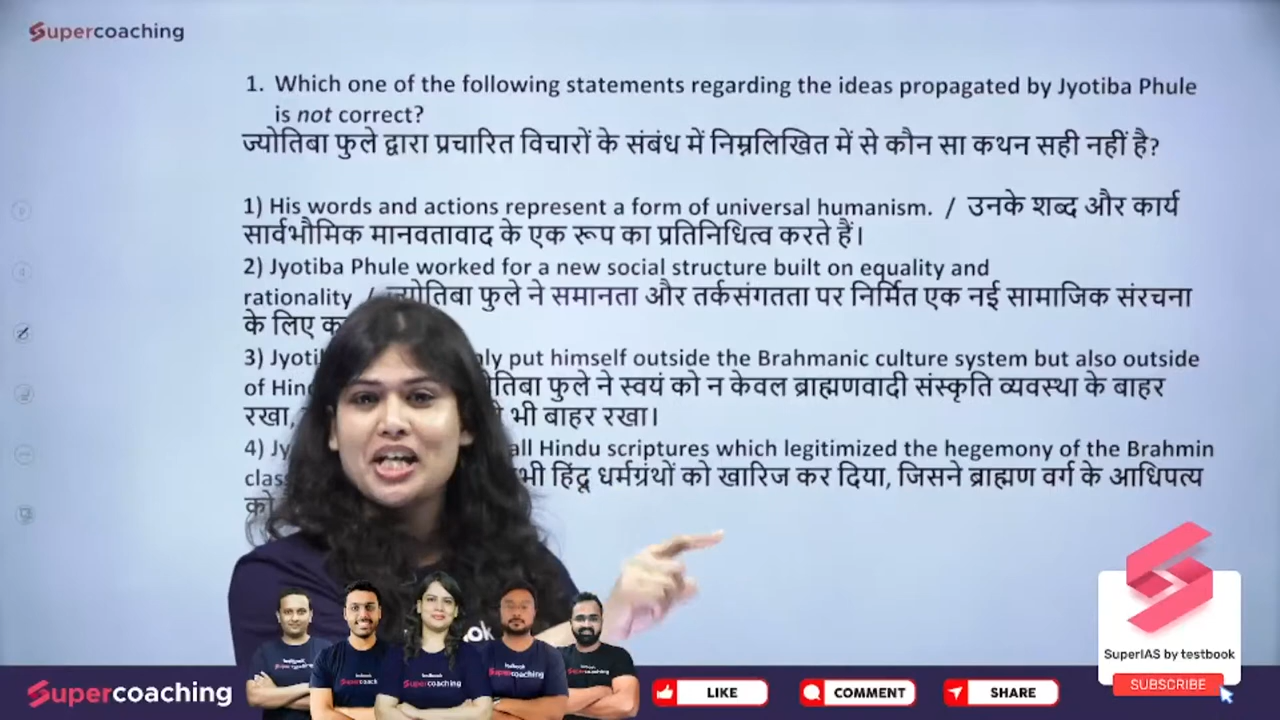 Supercoaching
1. Which one of the following statements regarding the ideas propagated by Jyotiba Phule
is not correct?
ज्योतिबा फुले द्वारा प्रचारित विचारों के संबंध में निम्नलिखित में से कौन सा कथन सही नहीं है?
1) His words and actions represent a form of universal humanism. / उनके शब्द और कार्य
सार्वभौमिक मानवतावाद के एक रूप का प्रतिनिधित्व करते हैं।
2) Jyotiba Phule worked for a new social structure built on equality and
rationality / ज्योतिबा फुले ने समानता और तर्कसंगतता पर निर्मित एक नई सामाजिक संरचना
के लिए
3) put himself outside the Brahmanic culture system but also outside
of फुले ने स्वयं को न केवल ब्राह्मणवादी संस्कृति व्यवस्था के बाहर
रखा, भी बाहर रखा।
4) all Hindu scriptures which legitimized the hegemony of the Brahmin
हिंदू धर्मग्रंथों को खारिज कर दिया, जिसने ब्राह्मण वर्ग के आधिपत्य
को
Supercoaching
LIKE
COMMENT
SHARE
SuperIAS by testbook
SUBSCRIBE